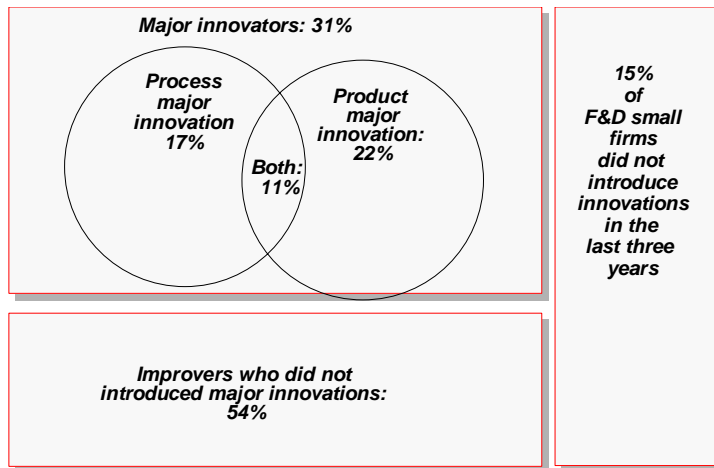 Major innovators: 31%
Process
major
innovation
17%
Product
major
innovation:
22%
Both:
11%
15%
of
F&D small
firms
did not
introduce
innovations
in the
last three
years
Improvers who did not
introduced major innovations:
54%